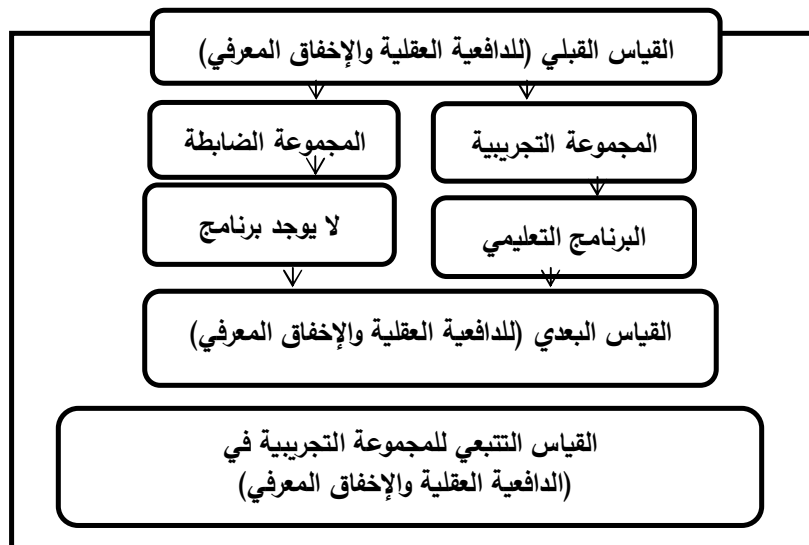 القياس القبلي (للدافعية العقلية والإخفاق المعرفي)
المجموعة التجريبية
المجموعة الضابطة
البرنامج التعليمي
لا يوجد برنامج
القياس البعدي (للدافعية العقلية والإخفاق المعرفي)
القياس التتبعي للمجموعة التجريبية في
(الدافعية العقلية والإخفاق المعرفي)